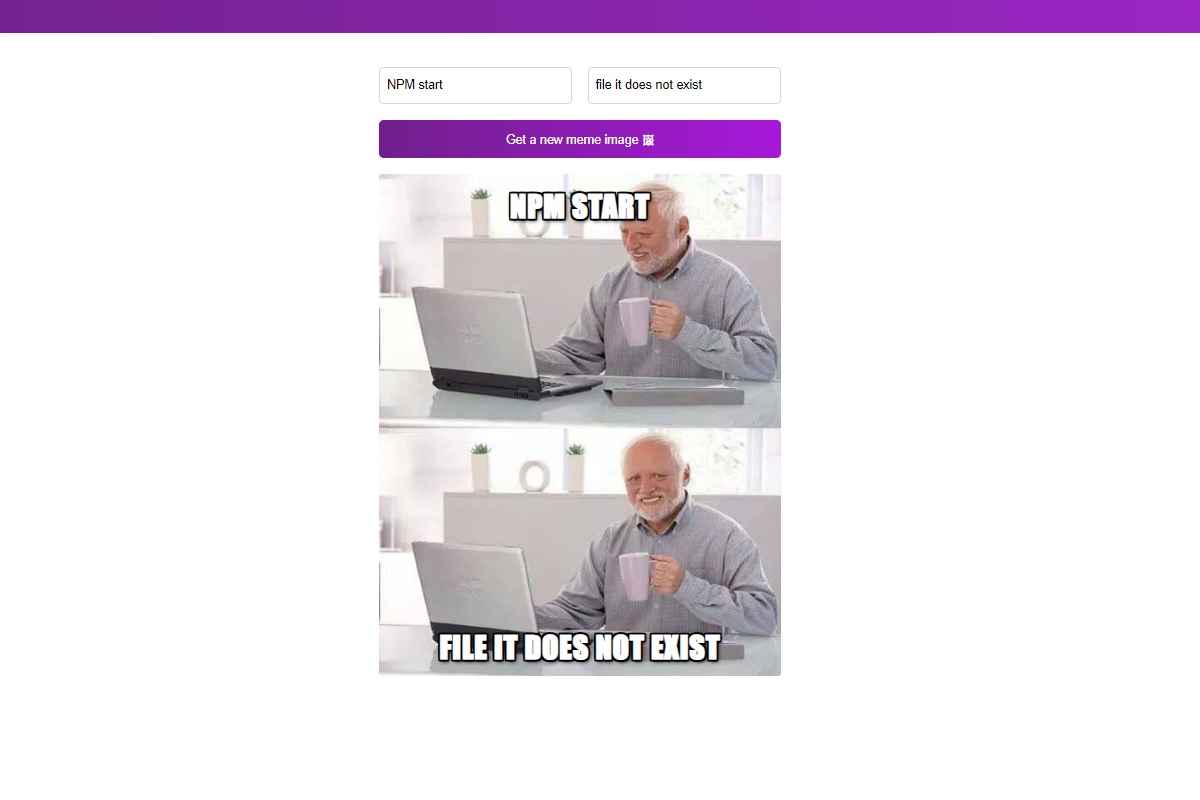 NPM start
file it does not exist
Get a new meme image 🖼
NPM START
FILE IT DOES NOT EXIST